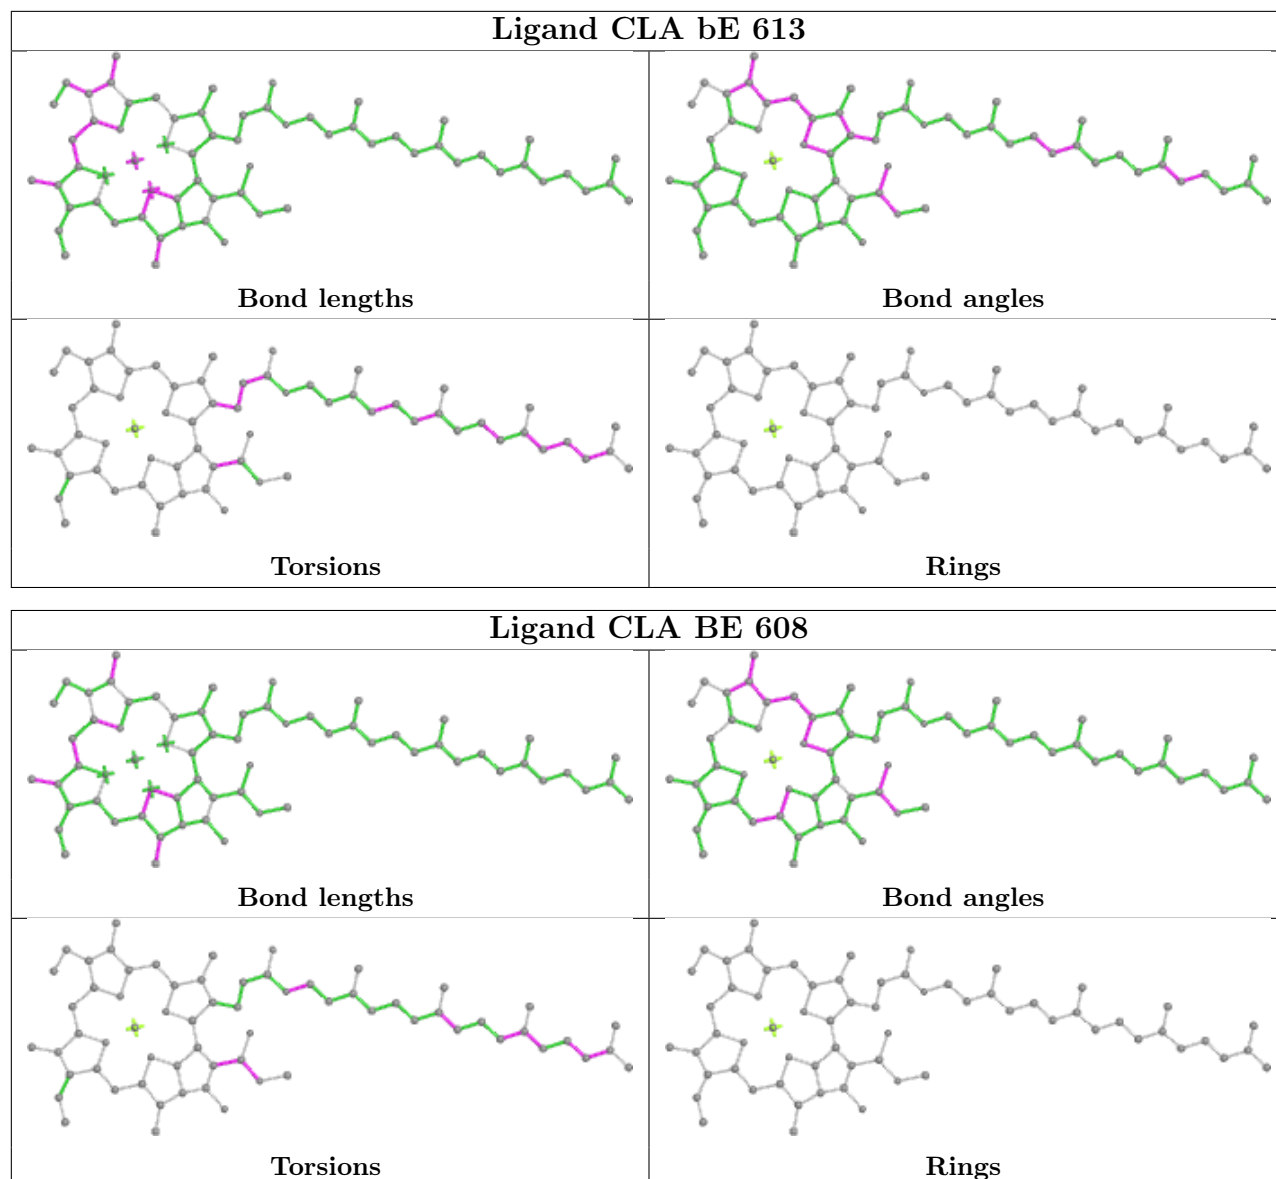 Ligand CLA bE 613
Bond lengths
Bond angles
Torsions
Rings
Ligand CLA BE 608
Bond lengths
Bond angles
Torsions
Rings